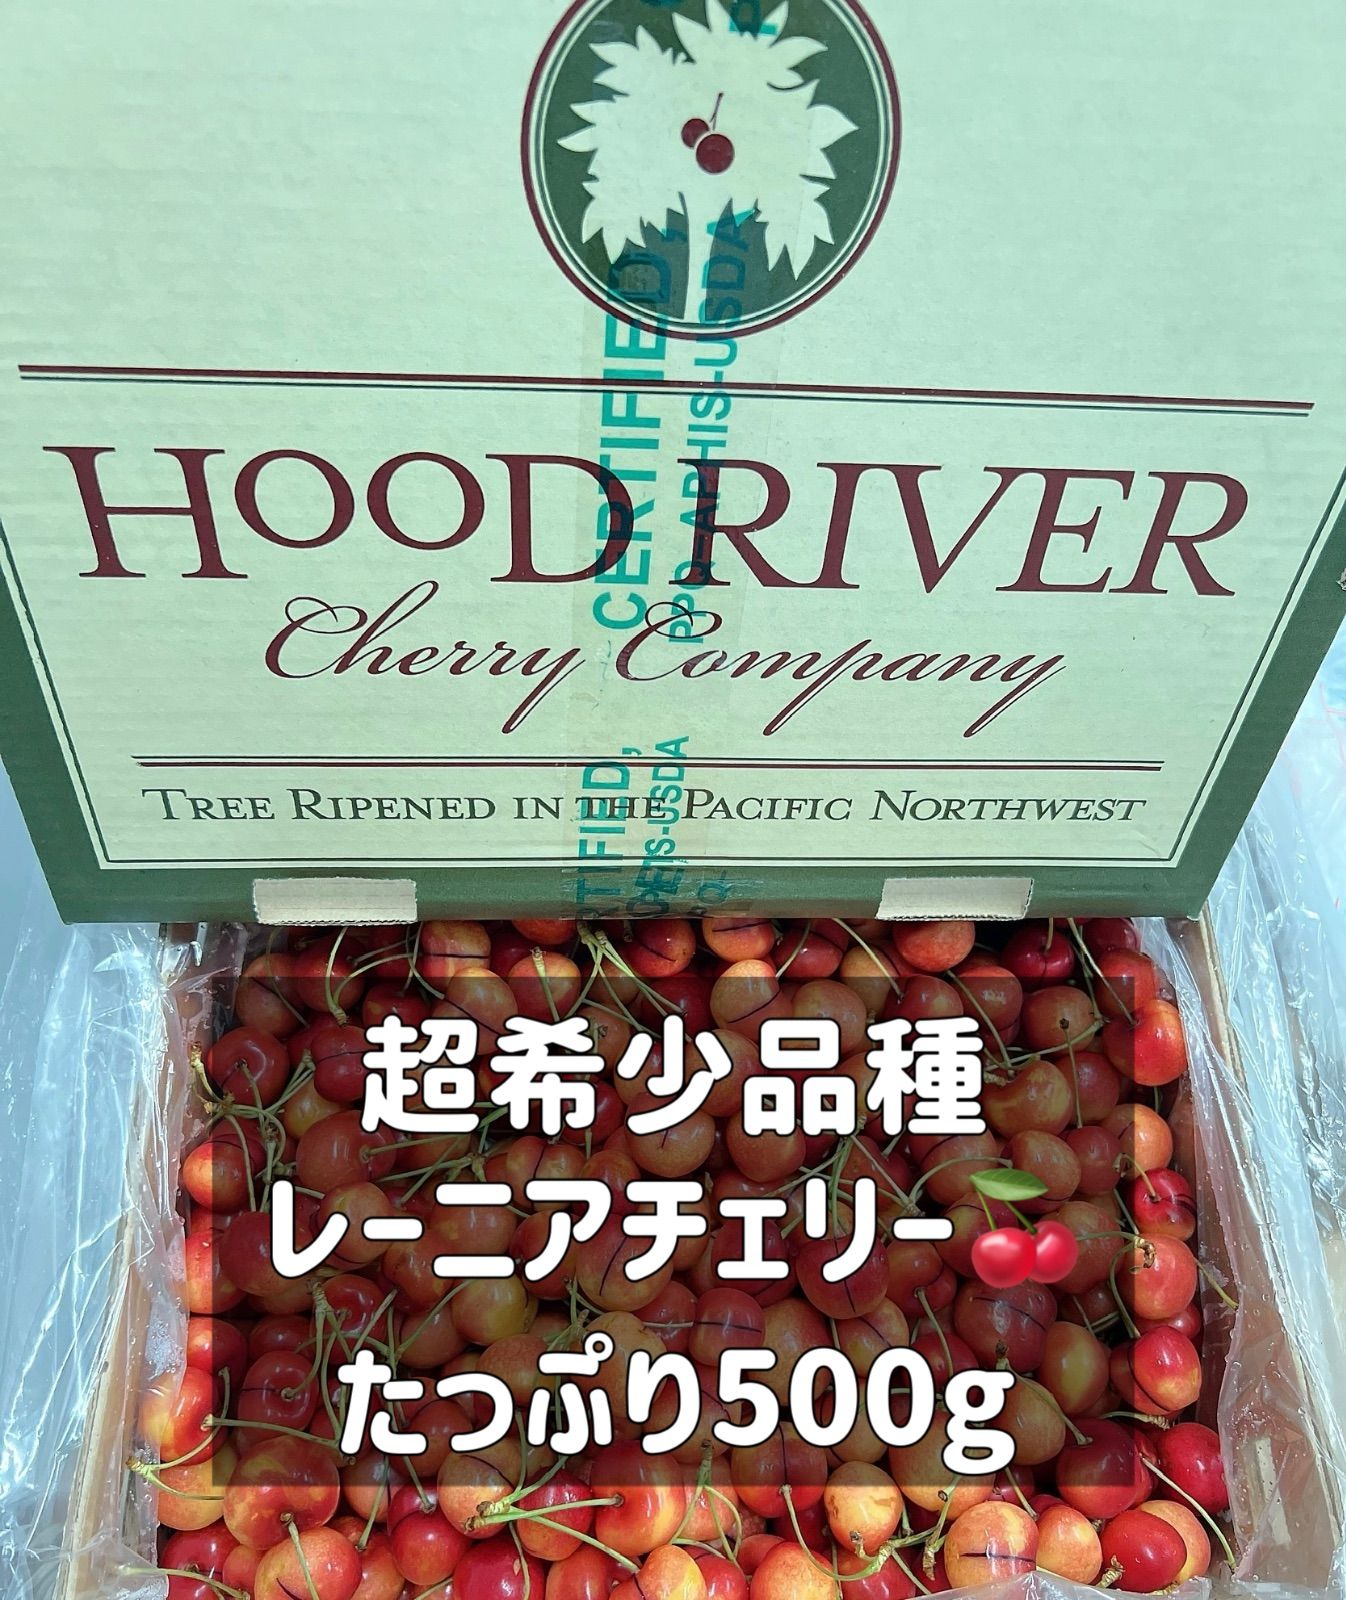 HOOD RIVER
Cherry Company
TREE RIPENED IN THE PACIFIC NORTHWEST
CERTIFIED,
PPQ-APHIS-USDA
超希少品種
レーニアチェリー🍒
たっぷり500g